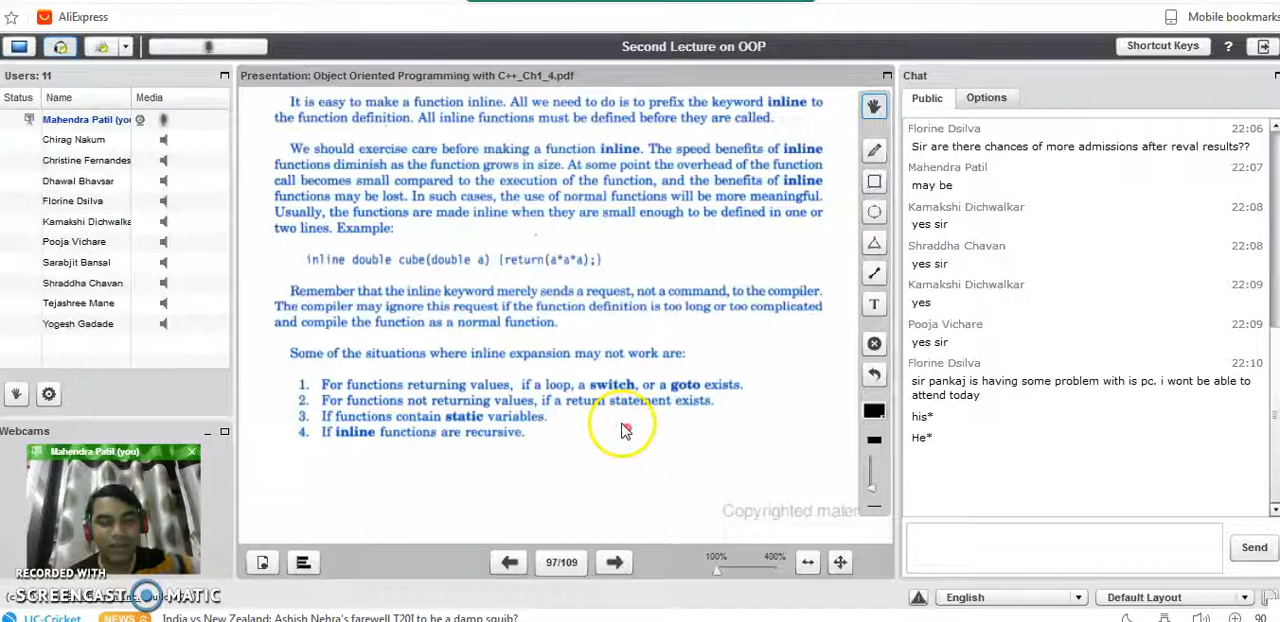 AliExpress
Mobile bookmarks
Second Lecture on OOP
Shortcut Keys
?
Users: 11
Status Name Media
Mahendra Patil (you
Chirag Nakum
Christine Fernandes
Dhawal Bhavsar
Florine Dsilva
Kamakshi Dichwalka
Pooja Vichare
Sarabjit Bansal
Shraddha Chavan
Tejashree Mane
Yogesh Gadade
Webcams
Mahendra Patil (you)
RECORDED WITH
SCREENCAST MATIC
Presentation: Object Oriented Programming with C++_Ch1_4.pdf
It is easy to make a function inline. All we need to do is to prefix the keyword inline to
the function definition. All inline functions must be defined before they are called.
We should exercise care before making a function inline. The speed benefits of inline
functions diminish as the function grows in size. At some point the overhead of the function
call becomes small compared to the execution of the function, and the benefits of inline
functions may be lost. In such cases, the use of normal functions will be more meaningful.
Usually, the functions are made inline when they are small enough to be defined in one or
two lines. Example:
inline double cube(double a) {return(a*a*a);}
Remember that the inline keyword merely sends a request, not a command, to the compiler.
The compiler may ignore this request if the function definition is too long or too complicated
and compile the function as a normal function.
Some of the situations where inline expansion may not work are:
1. For functions returning values, if a loop, a switch, or a goto exists.
2. For functions not returning values, if a return statement exists.
3. If functions contain static variables.
4. If inline functions are recursive.
Copyrighted mater
T
97/109
100% 400%
Chat
Public Options
Florine Dsilva 22:06
Sir are there chances of more admissions after reval results??
Mahendra Patil 22:07
may be
Kamakshi Dichwalkar 22:08
yes sir
Shraddha Chavan 22:08
yes sir
Kamakshi Dichwalkar 22:09
yes
Pooja Vichare 22:09
yes sir
Florine Dsilva 22:10
sir pankaj is having some problem with is pc. i wont be able to
attend today
his*
He*
Send
English Default Layout
UC-Cricket NEWS India vs New Zealand: Ashish Nehra's farewell T20I to be a damp squib?
90